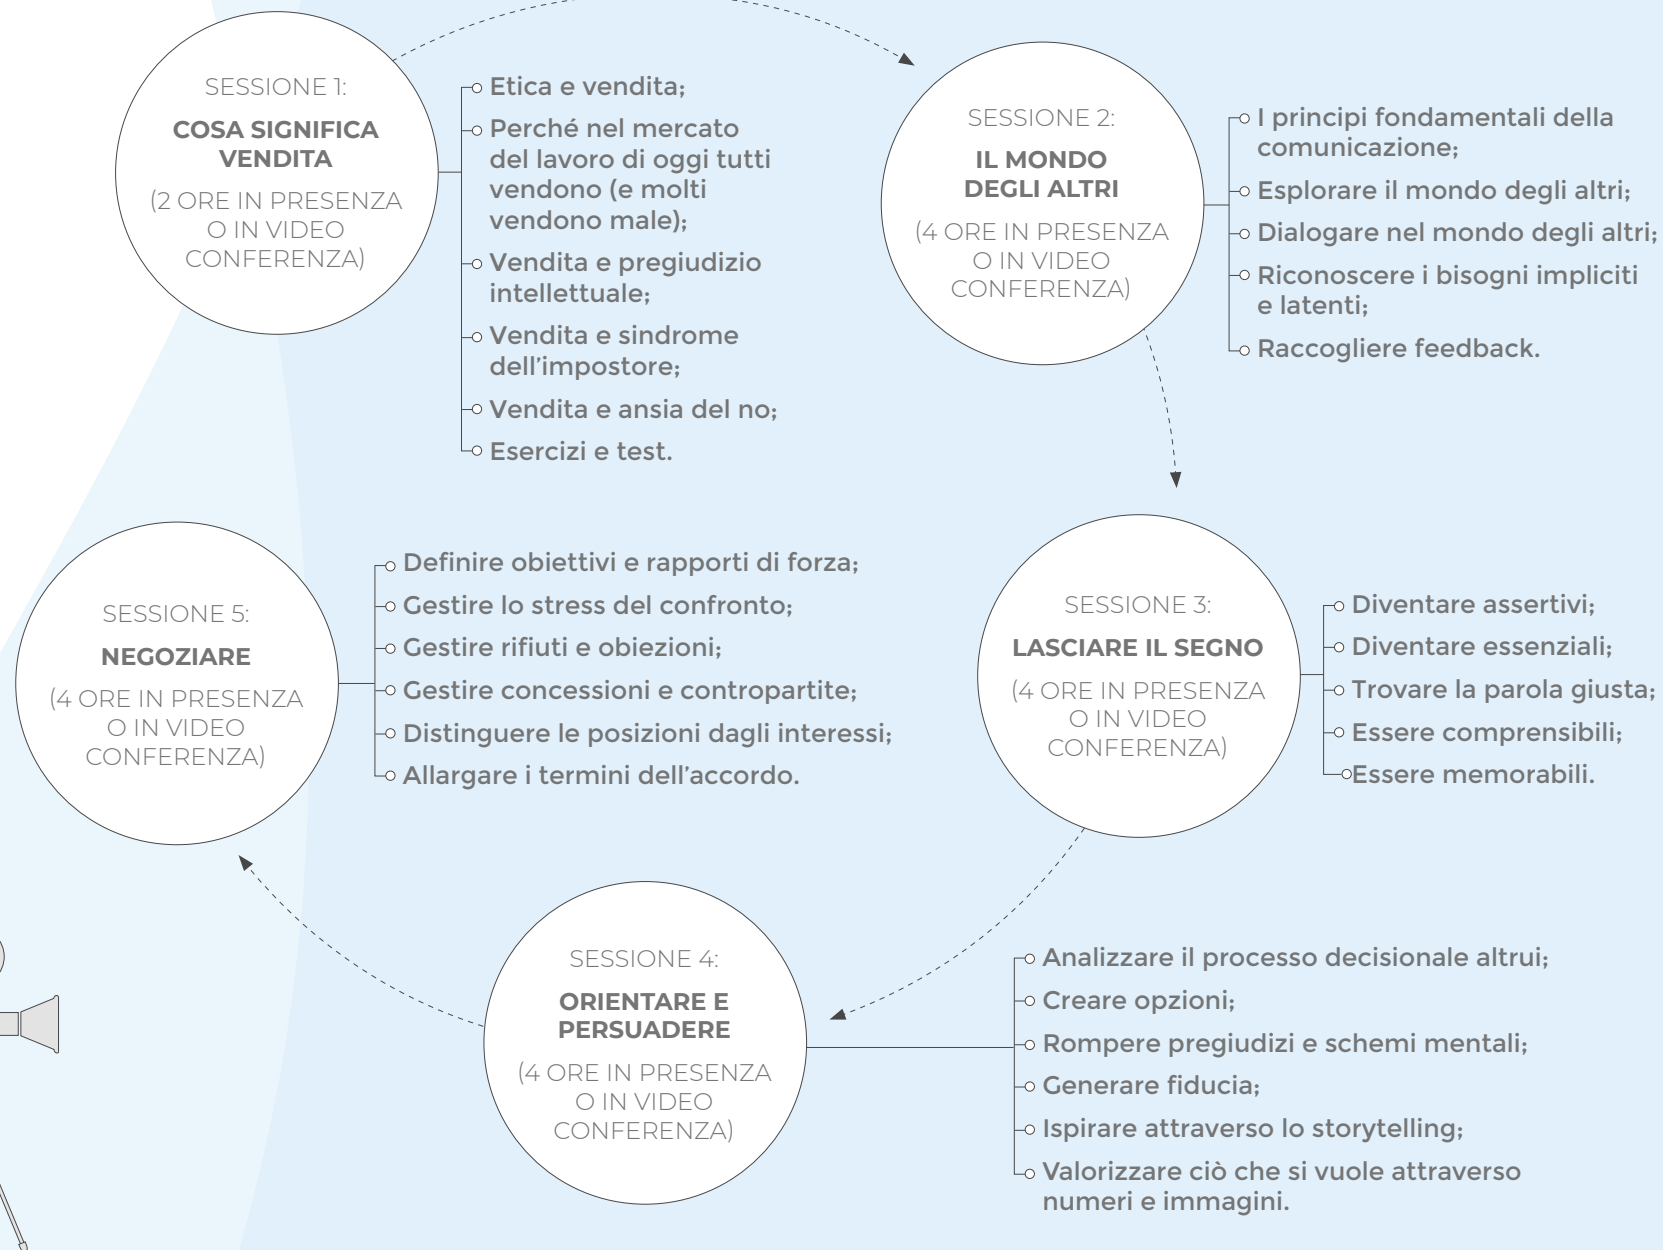 SESSIONE 1:
COSA SIGNIFICA
VENDITA
(2 ORE IN PRESENZA
O IN VIDEO
CONFERENZA)
Etica e vendita;
Perché nel mercato
del lavoro di oggi tutti
vendono (e molti
vendono male);
Vendita e pregiudizio
intellettuale;
Vendita e sindrome
dell'impostore;
Vendita e ansia del no;
Esercizi e test.
SESSIONE 2:
IL MONDO
DEGLI ALTRI
(4 ORE IN PRESENZA
O IN VIDEO
CONFERENZA)
I principi fondamentali della
comunicazione;
Esplorare il mondo degli altri;
Dialogare nel mondo degli altri;
Riconoscere i bisogni impliciti
e latenti;
Raccogliere feedback.
SESSIONE 3:
LASCIARE IL SEGNO
(4 ORE IN PRESENZA
O IN VIDEO
CONFERENZA)
Diventare assertivi;
Diventare essenziali;
Trovare la parola giusta;
Essere comprensibili;
Essere memorabili.
SESSIONE 4:
ORIENTARE E
PERSUADERE
(4 ORE IN PRESENZA
O IN VIDEO
CONFERENZA)
Analizzare il processo decisionale altrui;
Creare opzioni;
Rompere pregiudizi e schemi mentali;
Generare fiducia;
Ispirare attraverso lo storytelling;
Valorizzare ciò che si vuole attraverso
numeri e immagini.
SESSIONE 5:
NEGOZIARE
(4 ORE IN PRESENZA
O IN VIDEO
CONFERENZA)
Definire obiettivi e rapporti di forza;
Gestire lo stress del confronto;
Gestire rifiuti e obiezioni;
Gestire concessioni e contropartite;
Distinguere le posizioni dagli interessi;
Allargare i termini dell'accordo.